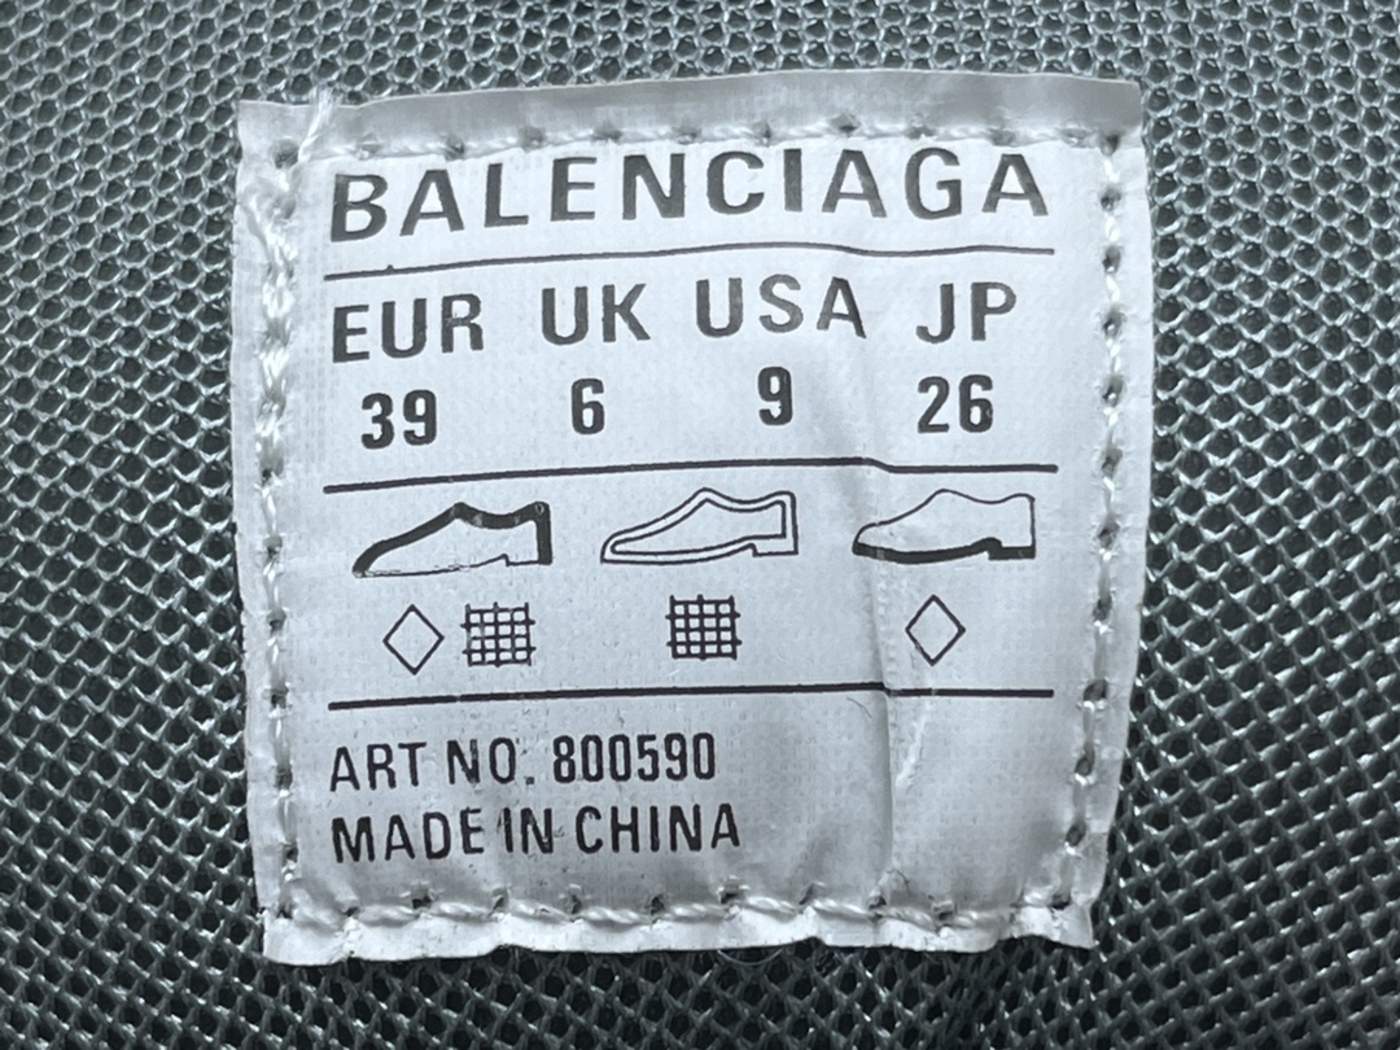 BALENCIAGA
EUR UK USA JP
39 6 9 26
ART NO. 800590
MADE IN CHINA